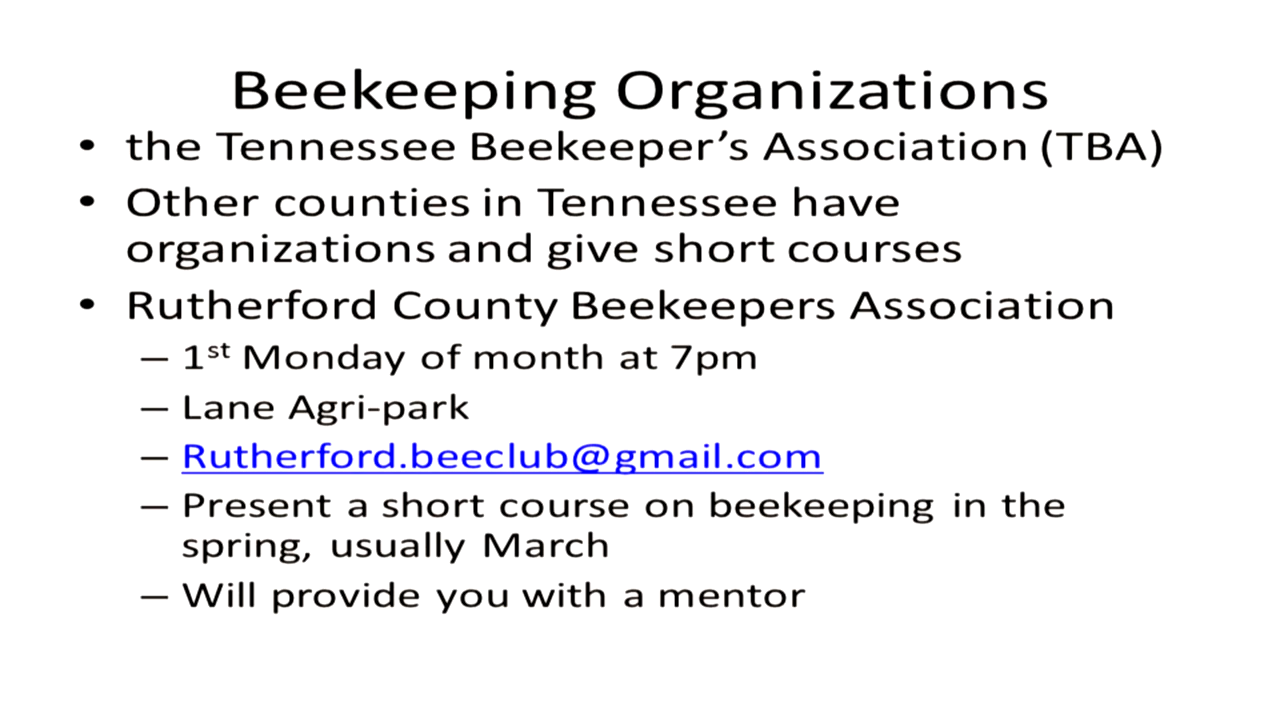 Beekeeping Organizations
• the Tennessee Beekeeper’s Association (TBA)
• Other counties in Tennessee have
organizations and give short courses
• Rutherford County Beekeepers Association
– 1st Monday of month at 7pm
– Lane Agri-park
– Rutherford.beeclub@gmail.com
– Present a short course on beekeeping in the
spring, usually March
– Will provide you with a mentor